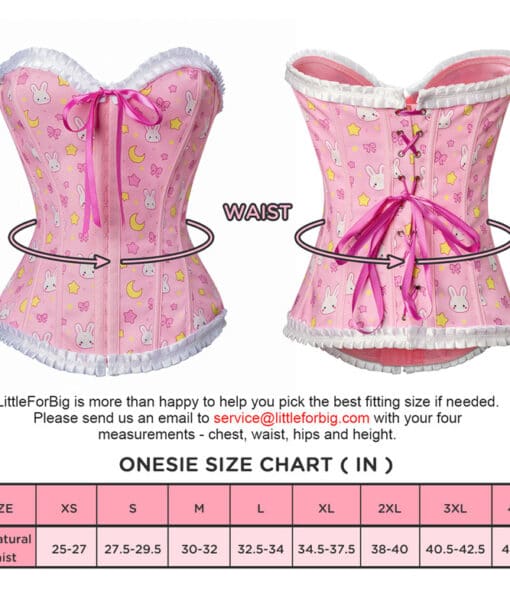 WAIST
LittleForBig is more than happy to help you pick the best fitting size if needed.
Please send us an email to service@littleforbig.com with your four
measurements - chest, waist, hips and height.
ONESIE SIZE CHART ( IN )
ZE XS S M L XL 2XL 3XL 4
atural
aist 25-27 27.5-29.5 30-32 32.5-34 34.5-37.5 38-40 40.5-42.5 4